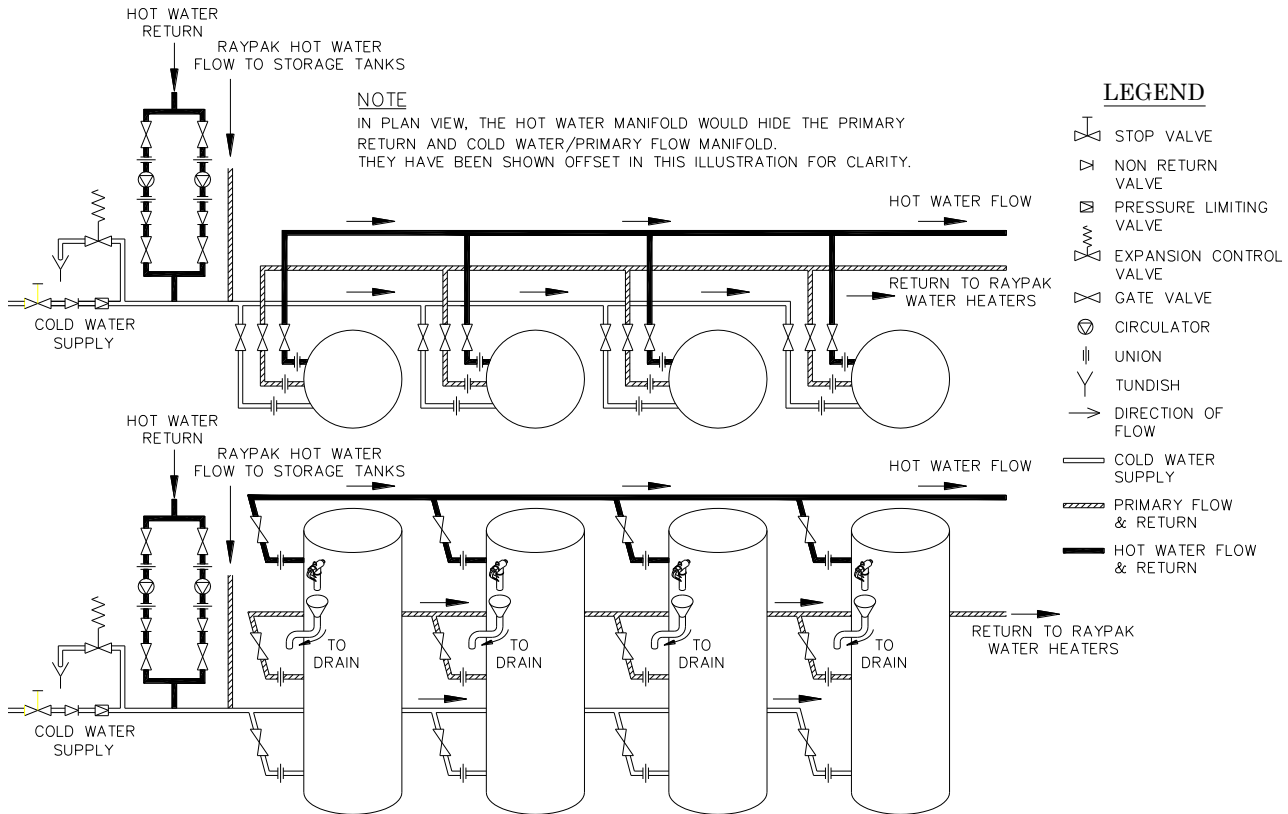 HOT WATER
RETURN
RAYPAK HOT WATER
FLOW TO STORAGE TANKS
NOTE
IN PLAN VIEW, THE HOT WATER MANIFOLD WOULD HIDE THE PRIMARY
RETURN AND COLD WATER/PRIMARY FLOW MANIFOLD.
THEY HAVE BEEN SHOWN OFFSET IN THIS ILLUSTRATION FOR CLARITY.
HOT WATER FLOW
RETURN TO RAYPAK
WATER HEATERS
COLD WATER
SUPPLY
LEGEND
STOP VALVE
NON RETURN
VALVE
PRESSURE LIMITING
VALVE
EXPANSION CONTROL
VALVE
GATE VALVE
CIRCULATOR
UNION
TUNDISH
DIRECTION OF
FLOW
COLD WATER
SUPPLY
PRIMARY FLOW
& RETURN
HOT WATER FLOW
& RETURN
HOT WATER
RETURN
RAYPAK HOT WATER
FLOW TO STORAGE TANKS
HOT WATER FLOW
TO
DRAIN
TO
DRAIN
TO
DRAIN
TO
DRAIN
RETURN TO RAYPAK
WATER HEATERS
COLD WATER
SUPPLY